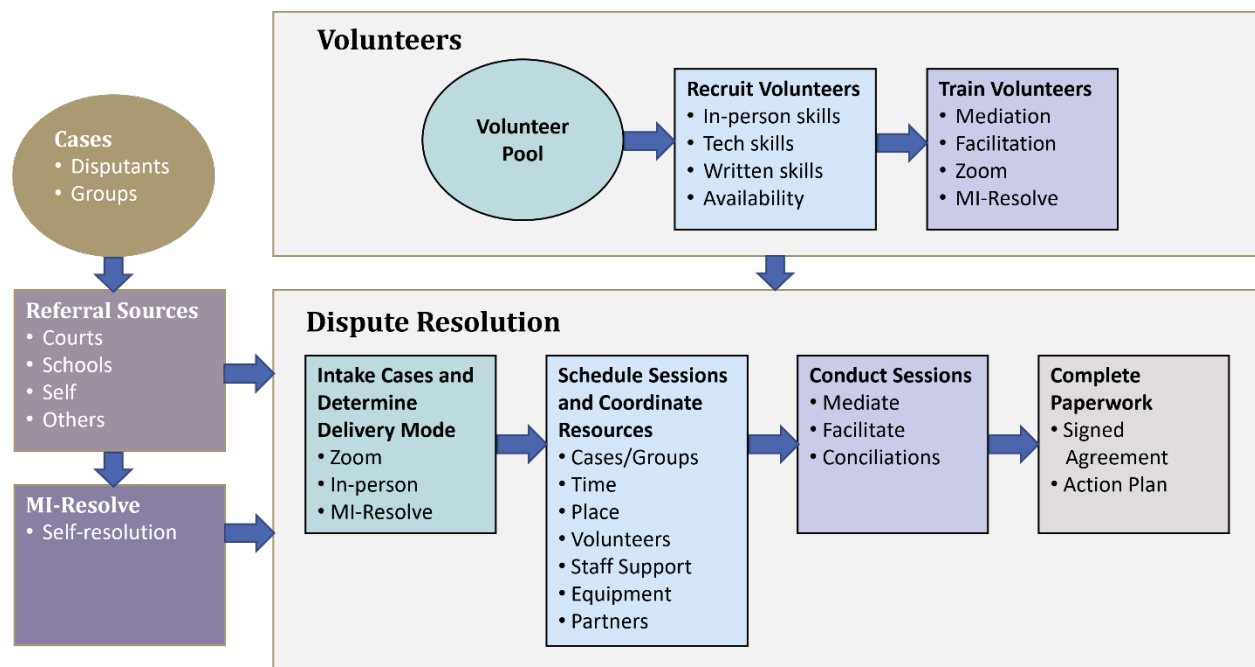 Volunteers
Volunteer
Pool
Recruit Volunteers
• In-person skills
• Tech skills
• Written skills
• Availability
Train Volunteers
• Mediation
• Facilitation
• Zoom
• MI-Resolve
Cases
• Disputants
• Groups
Referral Sources
• Courts
• Schools
• Self
• Others
MI-Resolve
• Self-resolution
Dispute Resolution
Intake Cases and
Determine
Delivery Mode
• Zoom
• In-person
• MI-Resolve
Schedule Sessions
and Coordinate
Resources
• Cases/Groups
• Time
• Place
• Volunteers
• Staff Support
• Equipment
• Partners
Conduct Sessions
• Mediate
• Facilitate
• Conciliations
Complete
Paperwork
• Signed
Agreement
• Action Plan